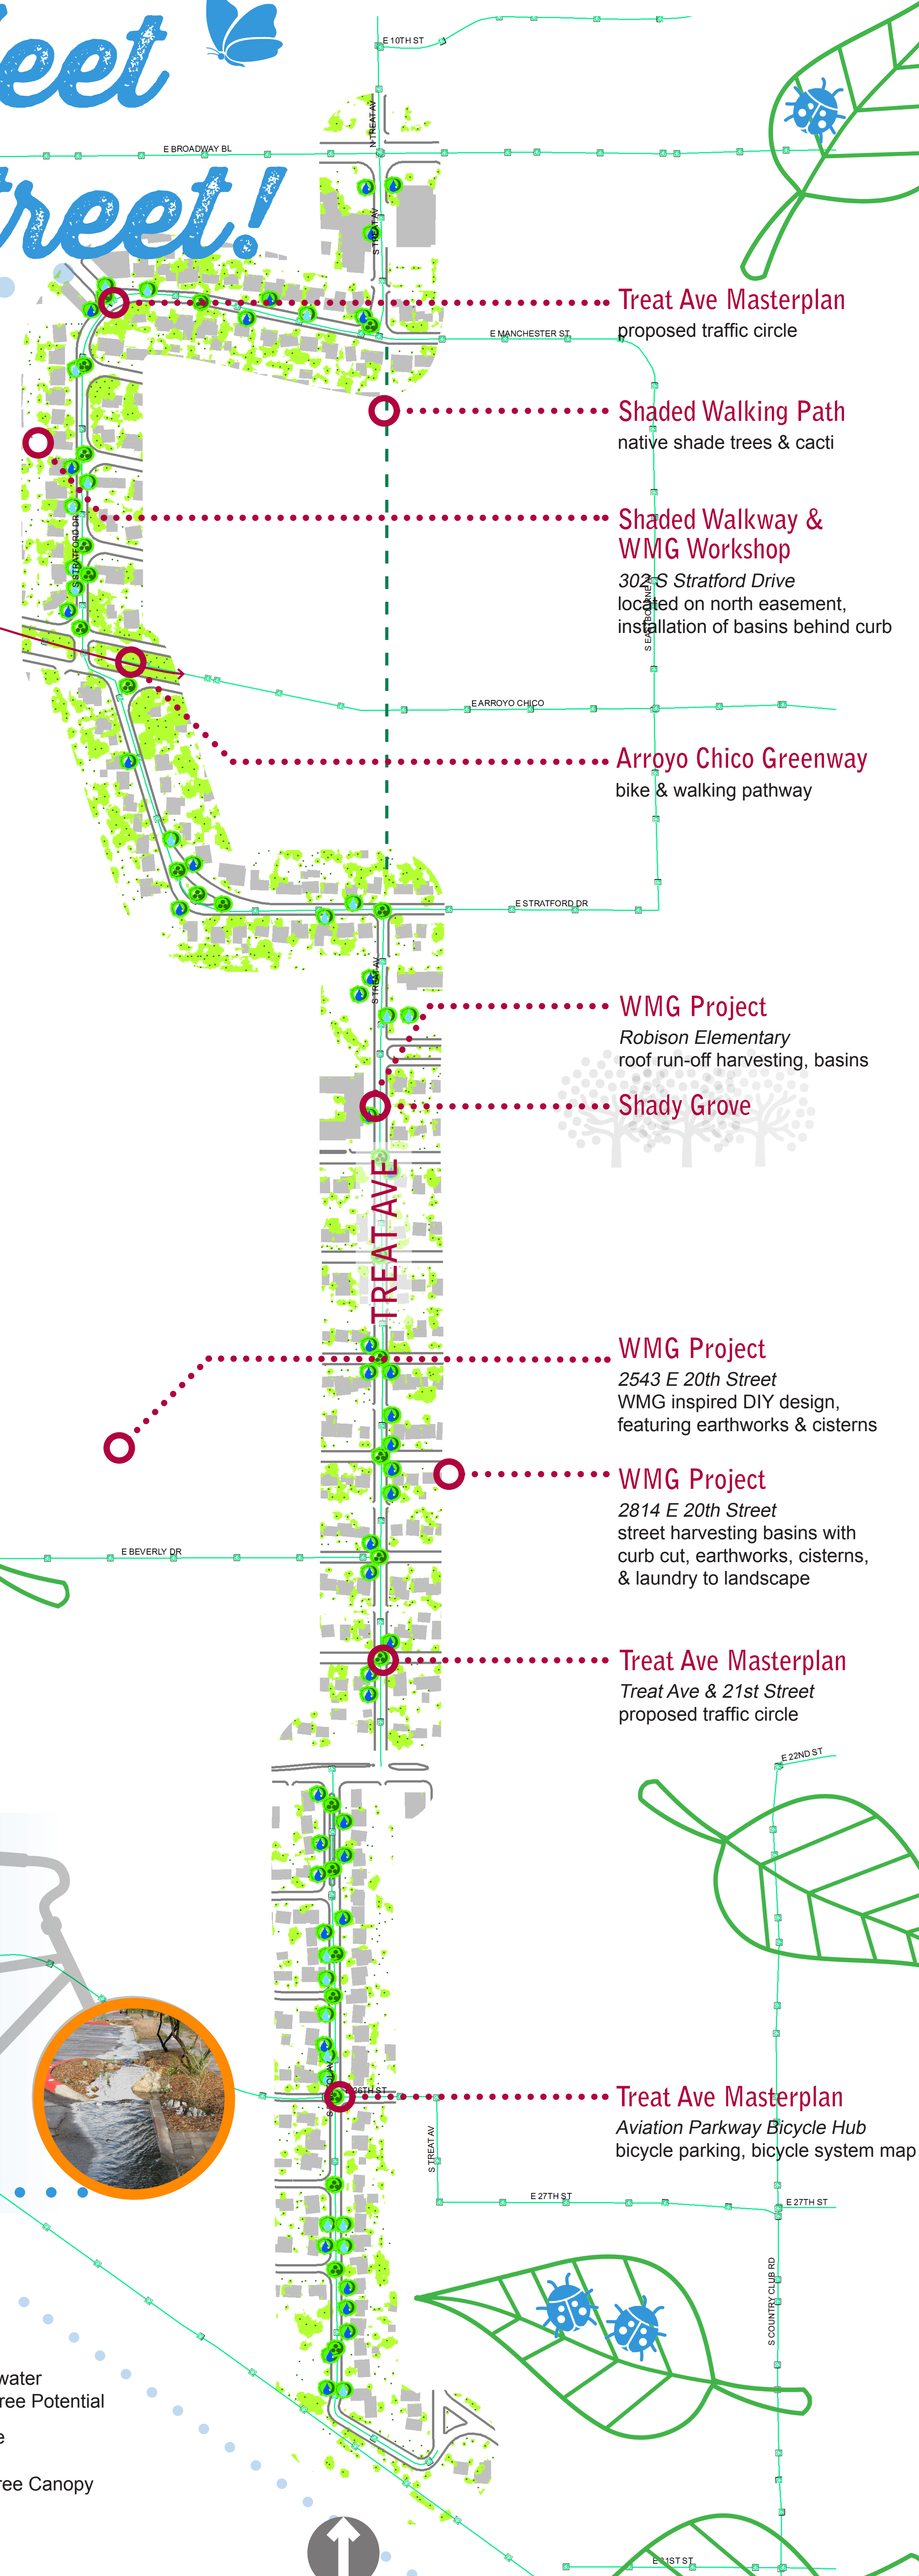 eet
reet!
E 10TH ST
N TREAT AV
E BROADWAY BL
S TREAT AV
Treat Ave Masterplan
proposed traffic circle
E MANCHESTER ST
Shaded Walking Path
native shade trees & cacti
Shaded Walkway &
WMG Workshop
302 S Stratford Drive
located on north easement,
installation of basins behind curb
S STRATFORD DR
E ARROYO CHICO
Arroyo Chico Greenway
bike & walking pathway
E STRATFORD DR
S TREAT AV
WMG Project
Robison Elementary
roof run-off harvesting, basins
Shady Grove
TREAT AVE
WMG Project
2543 E 20th Street
WMG inspired DIY design,
featuring earthworks & cisterns
WMG Project
2814 E 20th Street
street harvesting basins with
curb cut, earthworks, cisterns,
& laundry to landscape
E BEVERLY DR
Treat Ave Masterplan
Treat Ave & 21st Street
proposed traffic circle
E 22ND ST
E 26TH ST
Treat Ave Masterplan
Aviation Parkway Bicycle Hub
bicycle parking, bicycle system map
S TREAT AV
E 27TH ST
E 27TH ST
S COUNTRY CLUB RD
water
ree Potential
e
ree Canopy
E 31ST ST